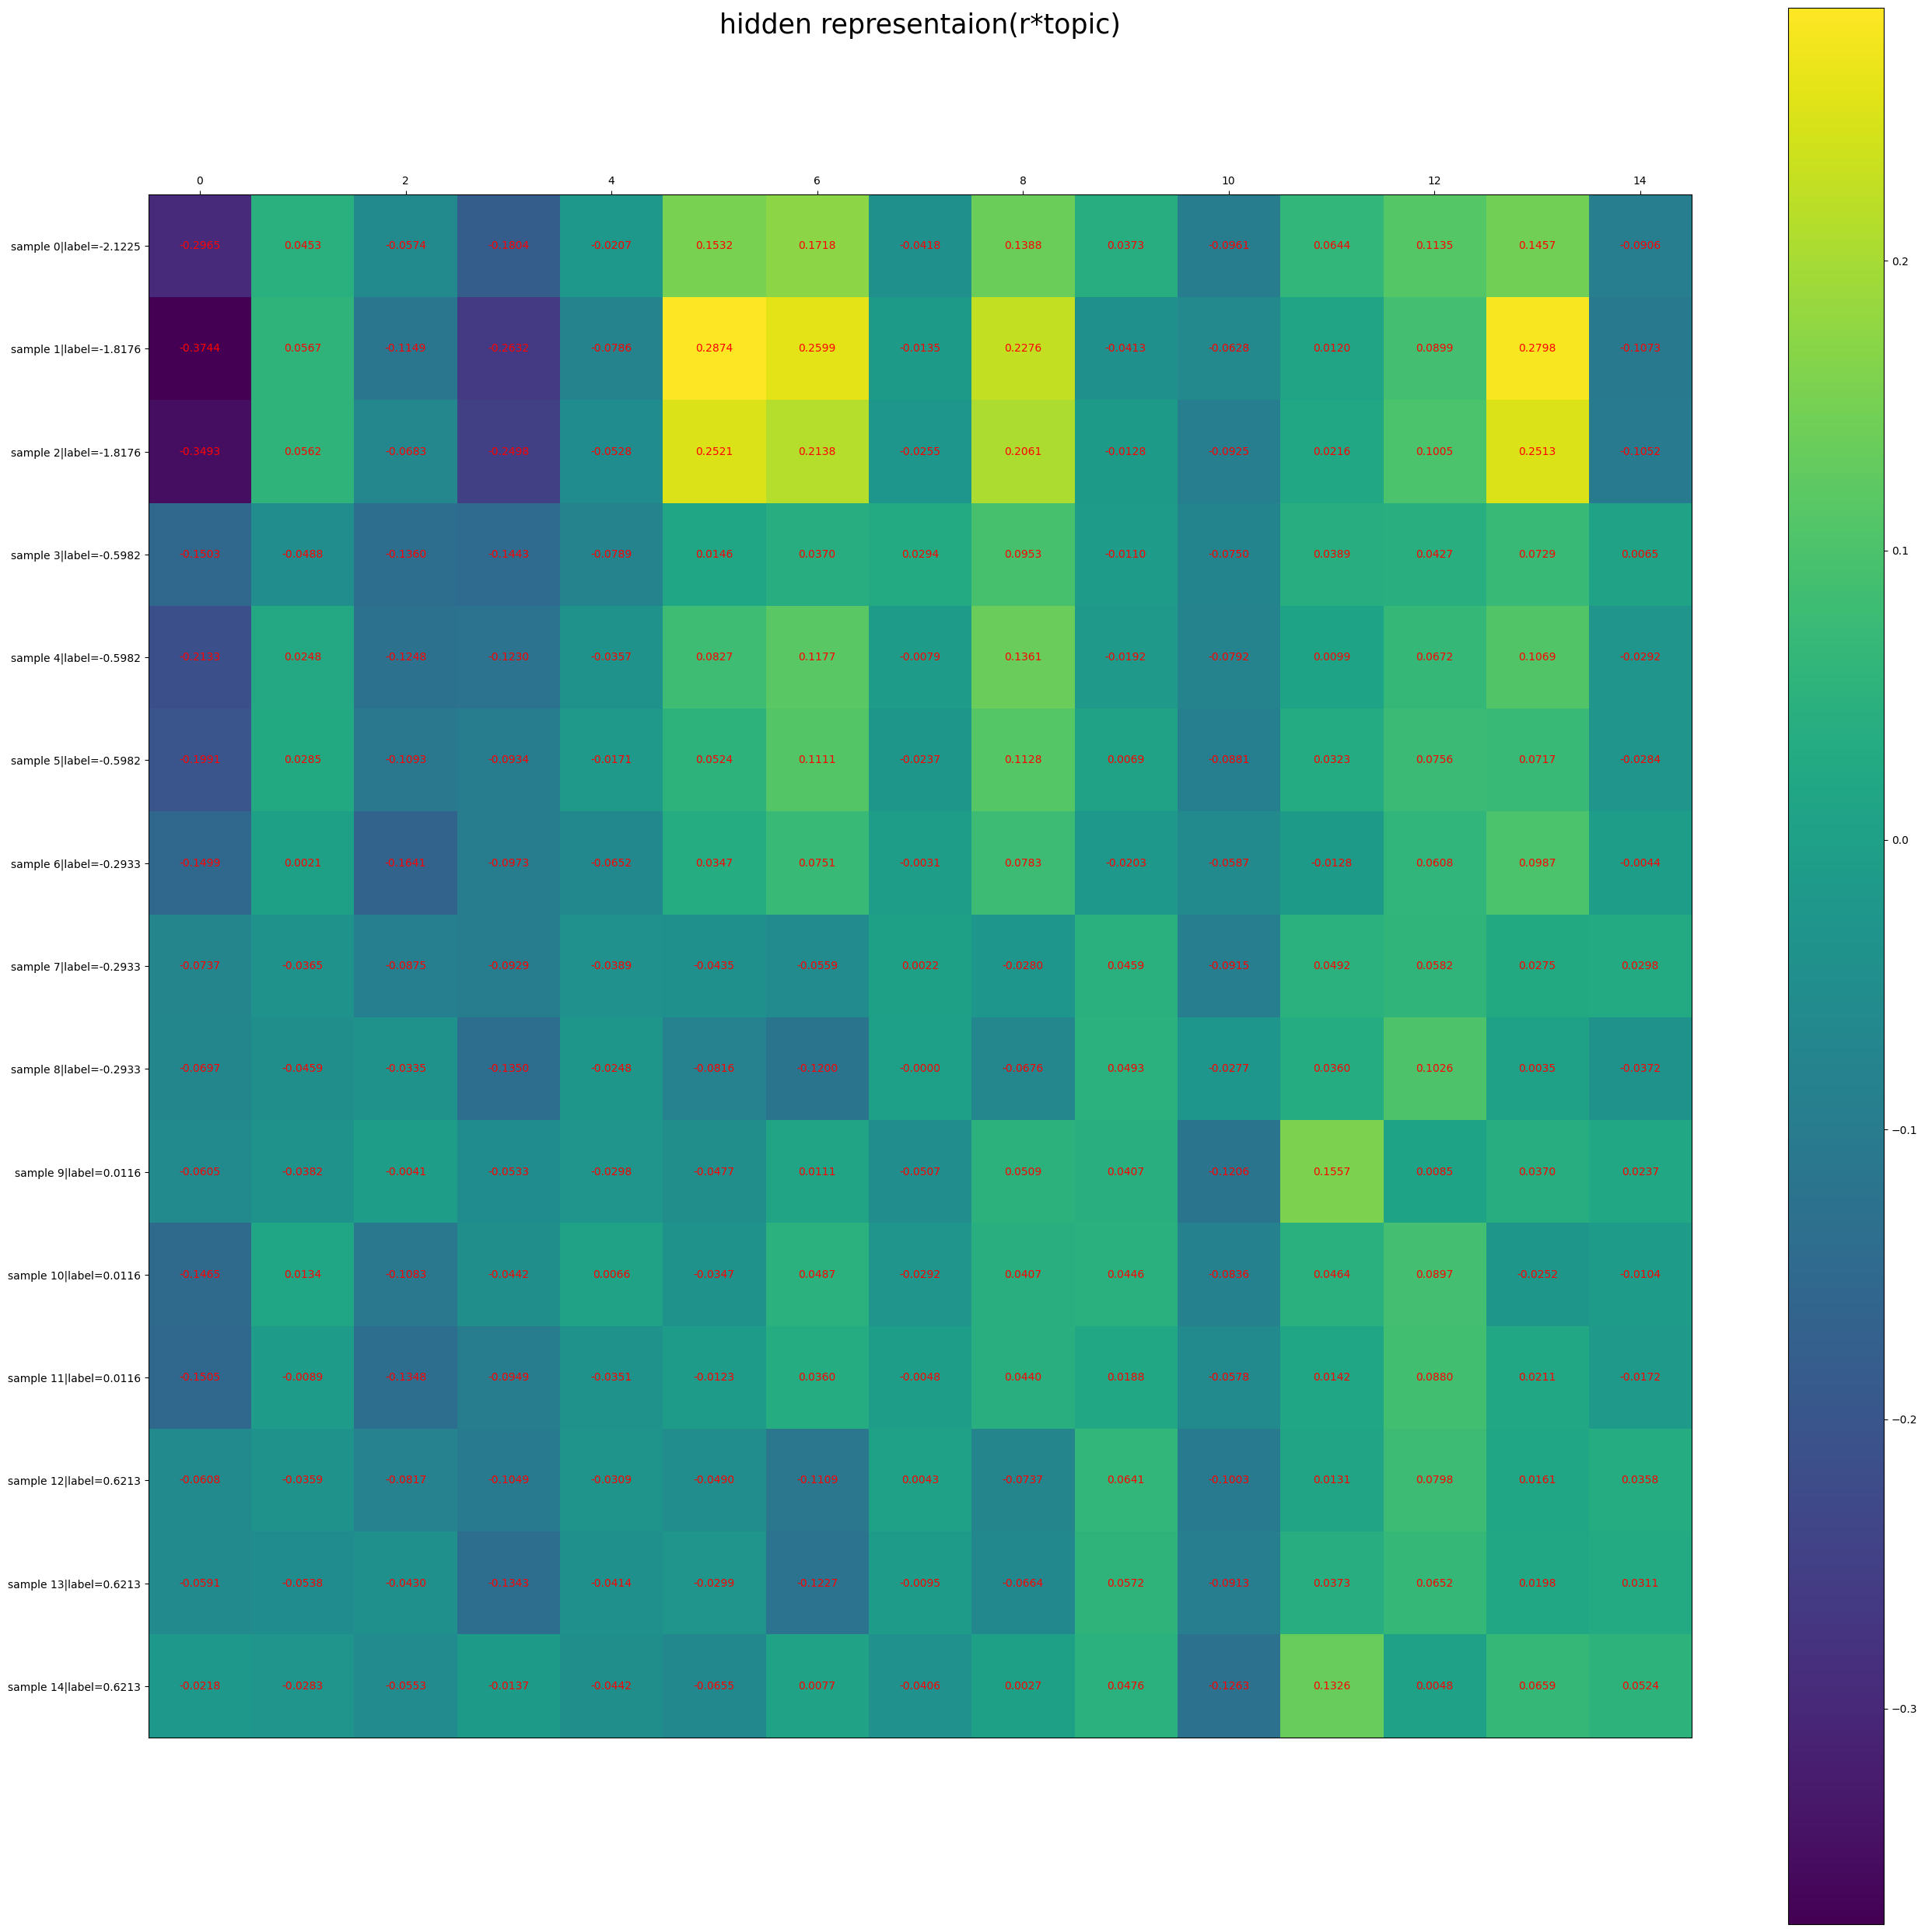 hidden representaion(r*topic)
0 2 4 6 8 10 12 14
sample 0|label=-2.1225 -0.2965 0.0453 -0.0574 -0.1804 -0.0207 0.1532 0.1718 -0.0418 0.1388 0.0373 -0.0961 0.0644 0.1135 0.1457 -0.0906
0.2
sample 1|label=-1.8176 -0.3744 0.0567 -0.1149 -0.0786 0.2874 0.2599 -0.0135 0.2276 -0.0413 -0.0628 0.0120 0.0899 0.2798 -0.1073
sample 2|label=-1.8176 -0.3493 0.0562 -0.0683 -0.0528 0.2521 0.2138 -0.0255 0.2061 -0.0128 -0.0925 0.0216 0.1005 0.2513 -0.1052
sample 3|label=-0.5982 -0.1503 -0.0488 -0.1360 -0.1443 -0.0789 0.0146 0.0370 0.0294 0.0953 -0.0110 -0.0750 0.0389 0.0427 0.0729 0.0065
0.1
sample 4|label=-0.5982 0.0248 -0.1248 -0.1230 -0.0357 0.0827 0.1177 -0.0079 0.1361 -0.0192 -0.0792 0.0099 0.0672 0.1069 -0.0292
sample 5|label=-0.5982 0.0285 -0.1093 -0.0934 -0.0171 0.0524 0.1111 -0.0237 0.1128 0.0069 -0.0881 0.0323 0.0756 0.0717 -0.0284
0.0
sample 6|label=-0.2933 -0.1499 0.0021 -0.1641 -0.0973 -0.0652 0.0347 0.0751 -0.0031 0.0783 -0.0203 -0.0587 -0.0128 0.0608 0.0987 -0.0044
sample 7|label=-0.2933 -0.0737 -0.0365 -0.0875 -0.0929 -0.0389 -0.0435 -0.0559 0.0022 -0.0280 0.0459 -0.0915 0.0492 0.0582 0.0275 0.0298
sample 8|label=-0.2933 -0.0697 -0.0459 -0.0335 -0.1350 -0.0248 -0.0816 -0.1200 -0.0000 -0.0676 0.0493 -0.0277 0.0360 0.1026 0.0035 -0.0372
−0.1
sample 9|label=0.0116 -0.0605 -0.0382 -0.0041 -0.0533 -0.0298 -0.0477 0.0111 -0.0507 0.0509 0.0407 -0.1206 0.1557 0.0085 0.0370 0.0237
sample 10|label=0.0116 -0.1465 0.0134 -0.1083 -0.0442 0.0066 -0.0347 0.0487 -0.0292 0.0407 0.0446 -0.0836 0.0464 0.0897 -0.0252 -0.0104
sample 11|label=0.0116 -0.1505 -0.0089 -0.1348 -0.0949 -0.0351 -0.0123 0.0360 -0.0048 0.0440 0.0188 -0.0578 0.0142 0.0880 0.0211 -0.0172
−0.2
sample 12|label=0.6213 -0.0608 -0.0359 -0.0817 -0.1049 -0.0309 -0.0490 -0.1109 0.0043 -0.0737 0.0641 -0.1003 0.0131 0.0798 0.0161 0.0358
sample 13|label=0.6213 -0.0591 -0.0538 -0.0430 -0.1343 -0.0414 -0.0299 -0.1227 -0.0095 -0.0664 0.0572 -0.0913 0.0373 0.0652 0.0198 0.0311
sample 14|label=0.6213 -0.0218 -0.0283 -0.0553 -0.0137 -0.0442 -0.0655 0.0077 -0.0406 0.0027 0.0476 -0.1263 0.1326 0.0048 0.0659 0.0524
−0.3